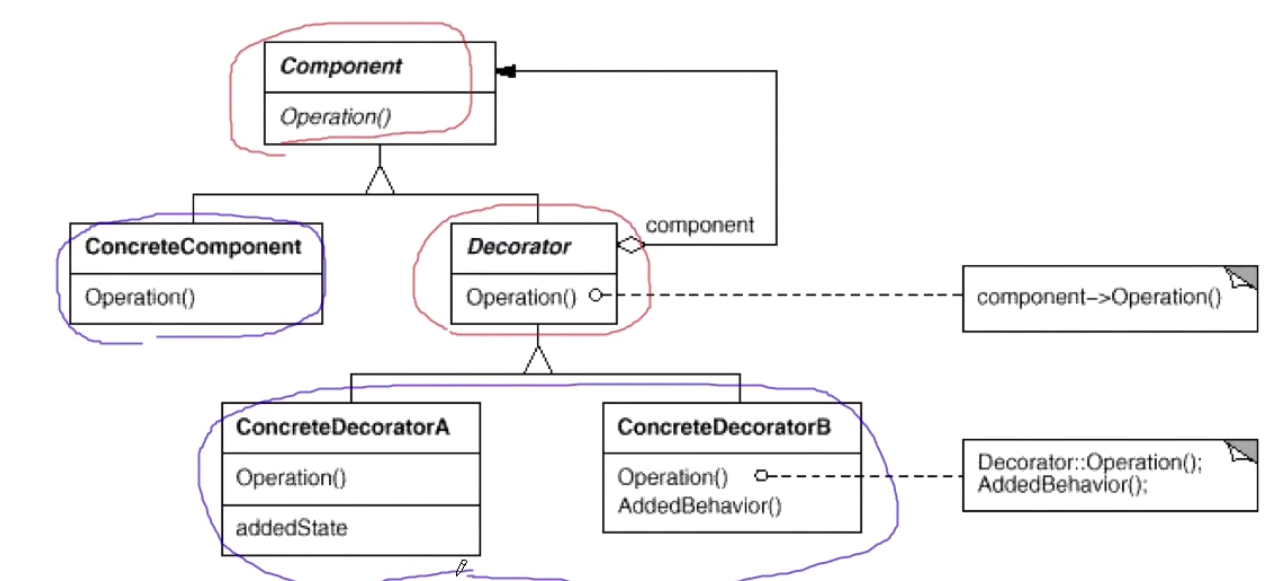 Component
Operation()
component
ConcreteComponent
Operation()
Decorator
Operation()
component–>Operation()
ConcreteDecoratorA
Operation()
addedState
ConcreteDecoratorB
Operation()
AddedBehavior()
Decorator::Operation();
AddedBehavior();